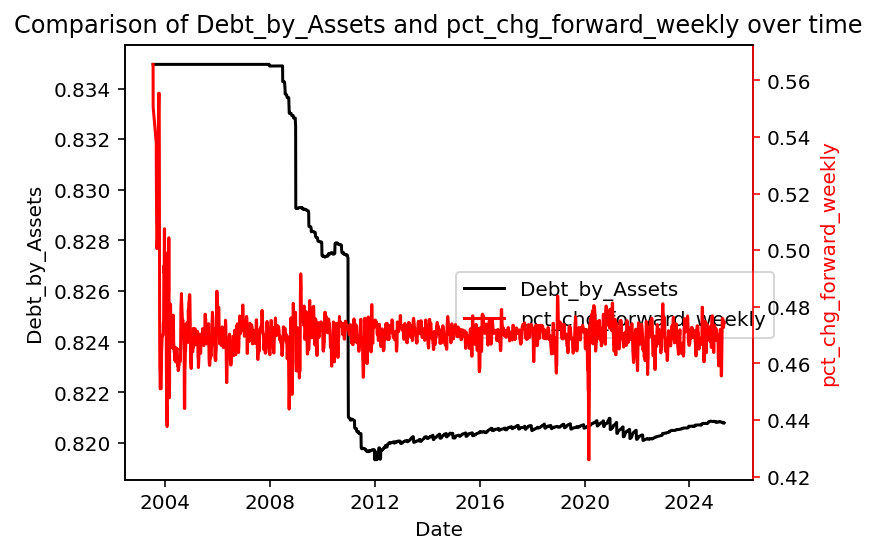 Comparison of Debt_by_Assets and pct_chg_forward_weekly over time
0.834
0.832
0.830
0.828
0.826
0.824
0.822
0.820
Debt_by_Assets
0.56
0.54
0.52
0.50
0.48
0.46
0.44
0.42
pct_chg_forward_weekly
Debt_by_Assets
pct_chg_forward_weekly
2004 2008 2012 2016 2020 2024
Date